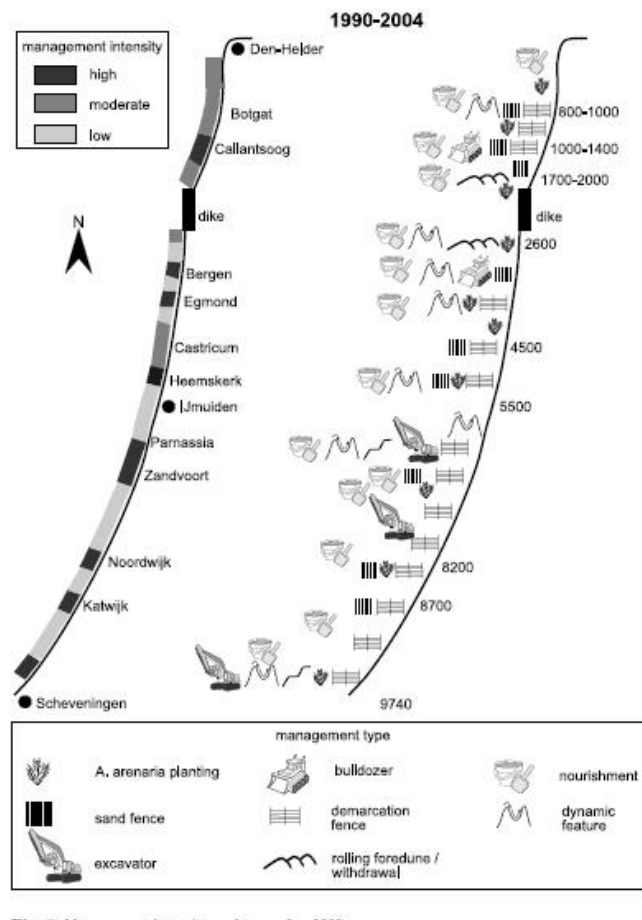 1990-2004
management intensity
high
moderate
low
Den-Helder
Botgat
Callantsoog
dike
N
Bergen
Egmond
Castricum
Heemskerk
IJmuiden
Parnassia
Zandvoort
Noordwijk
Katwijk
Scheveningen
800-1000
1000-1400
1700-2000
dike
2600
4500
5500
8200
8700
9740
management type
A. arenaria planting
bulldozer
nourishment
sand fence
demarcation
fence
dynamic
feature
excavator
rolling foredune /
withdrawal